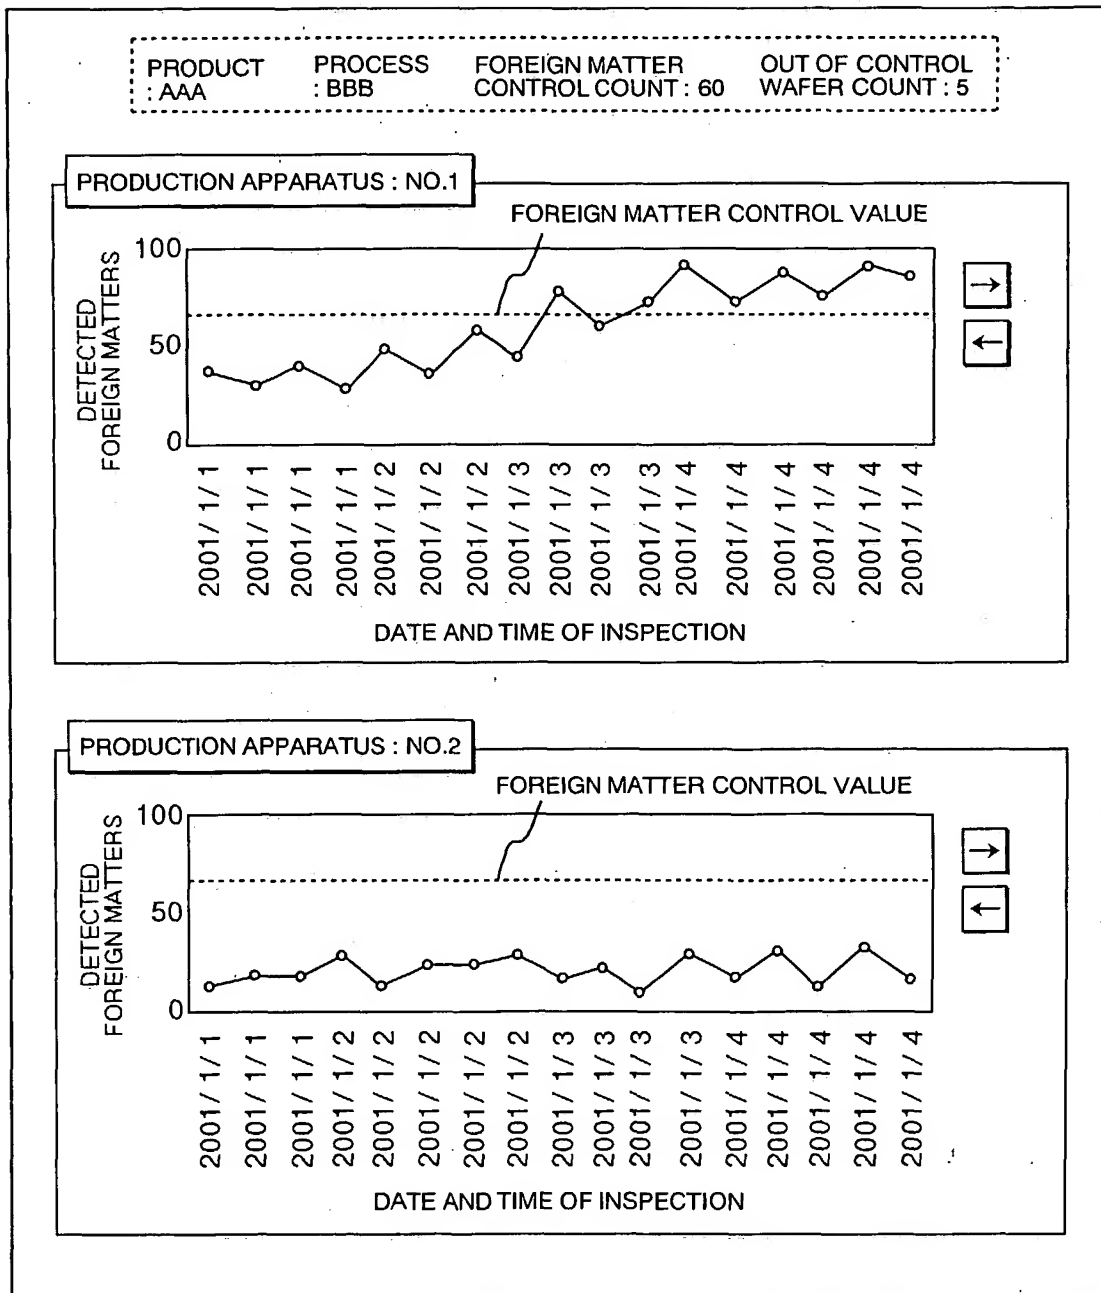 PRODUCT
: AAA
PROCESS
: BBB
FOREIGN MATTER
CONTROL COUNT : 60
OUT OF CONTROL
WAFER COUNT : 5
PRODUCTION APPARATUS : NO.1
FOREIGN MATTER CONTROL VALUE
DETECTED
FOREIGN MATTERS
100
50
0
2001/ 1/ 1
2001/ 1/ 1
2001/ 1/ 1
2001/ 1/ 1
2001/ 1/ 2
2001/ 1/ 2
2001/ 1/ 2
2001/ 1/ 3
2001/ 1/ 3
2001/ 1/ 3
2001/ 1/ 3
2001/ 1/ 4
2001/ 1/ 4
2001/ 1/ 4
2001/ 1/ 4
2001/ 1/ 4
2001/ 1/ 4
DATE AND TIME OF INSPECTION
PRODUCTION APPARATUS : NO.2
FOREIGN MATTER CONTROL VALUE
DETECTED
FOREIGN MATTERS
100
50
0
2001/ 1/ 1
2001/ 1/ 1
2001/ 1/ 1
2001/ 1/ 2
2001/ 1/ 2
2001/ 1/ 2
2001/ 1/ 2
2001/ 1/ 2
2001/ 1/ 3
2001/ 1/ 3
2001/ 1/ 3
2001/ 1/ 3
2001/ 1/ 4
2001/ 1/ 4
2001/ 1/ 4
2001/ 1/ 4
2001/ 1/ 4
DATE AND TIME OF INSPECTION